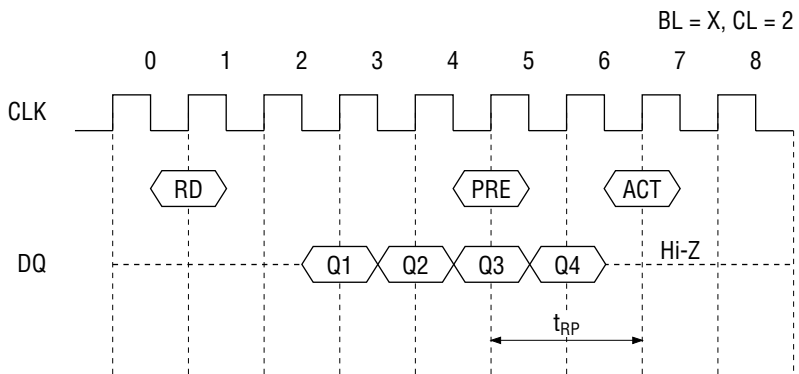 BL = X, CL = 2
0 1 2 3 4 5 6 7 8
CLK
RD PRE ACT
DQ Q1 Q2 Q3 Q4 Hi-Z
tRP